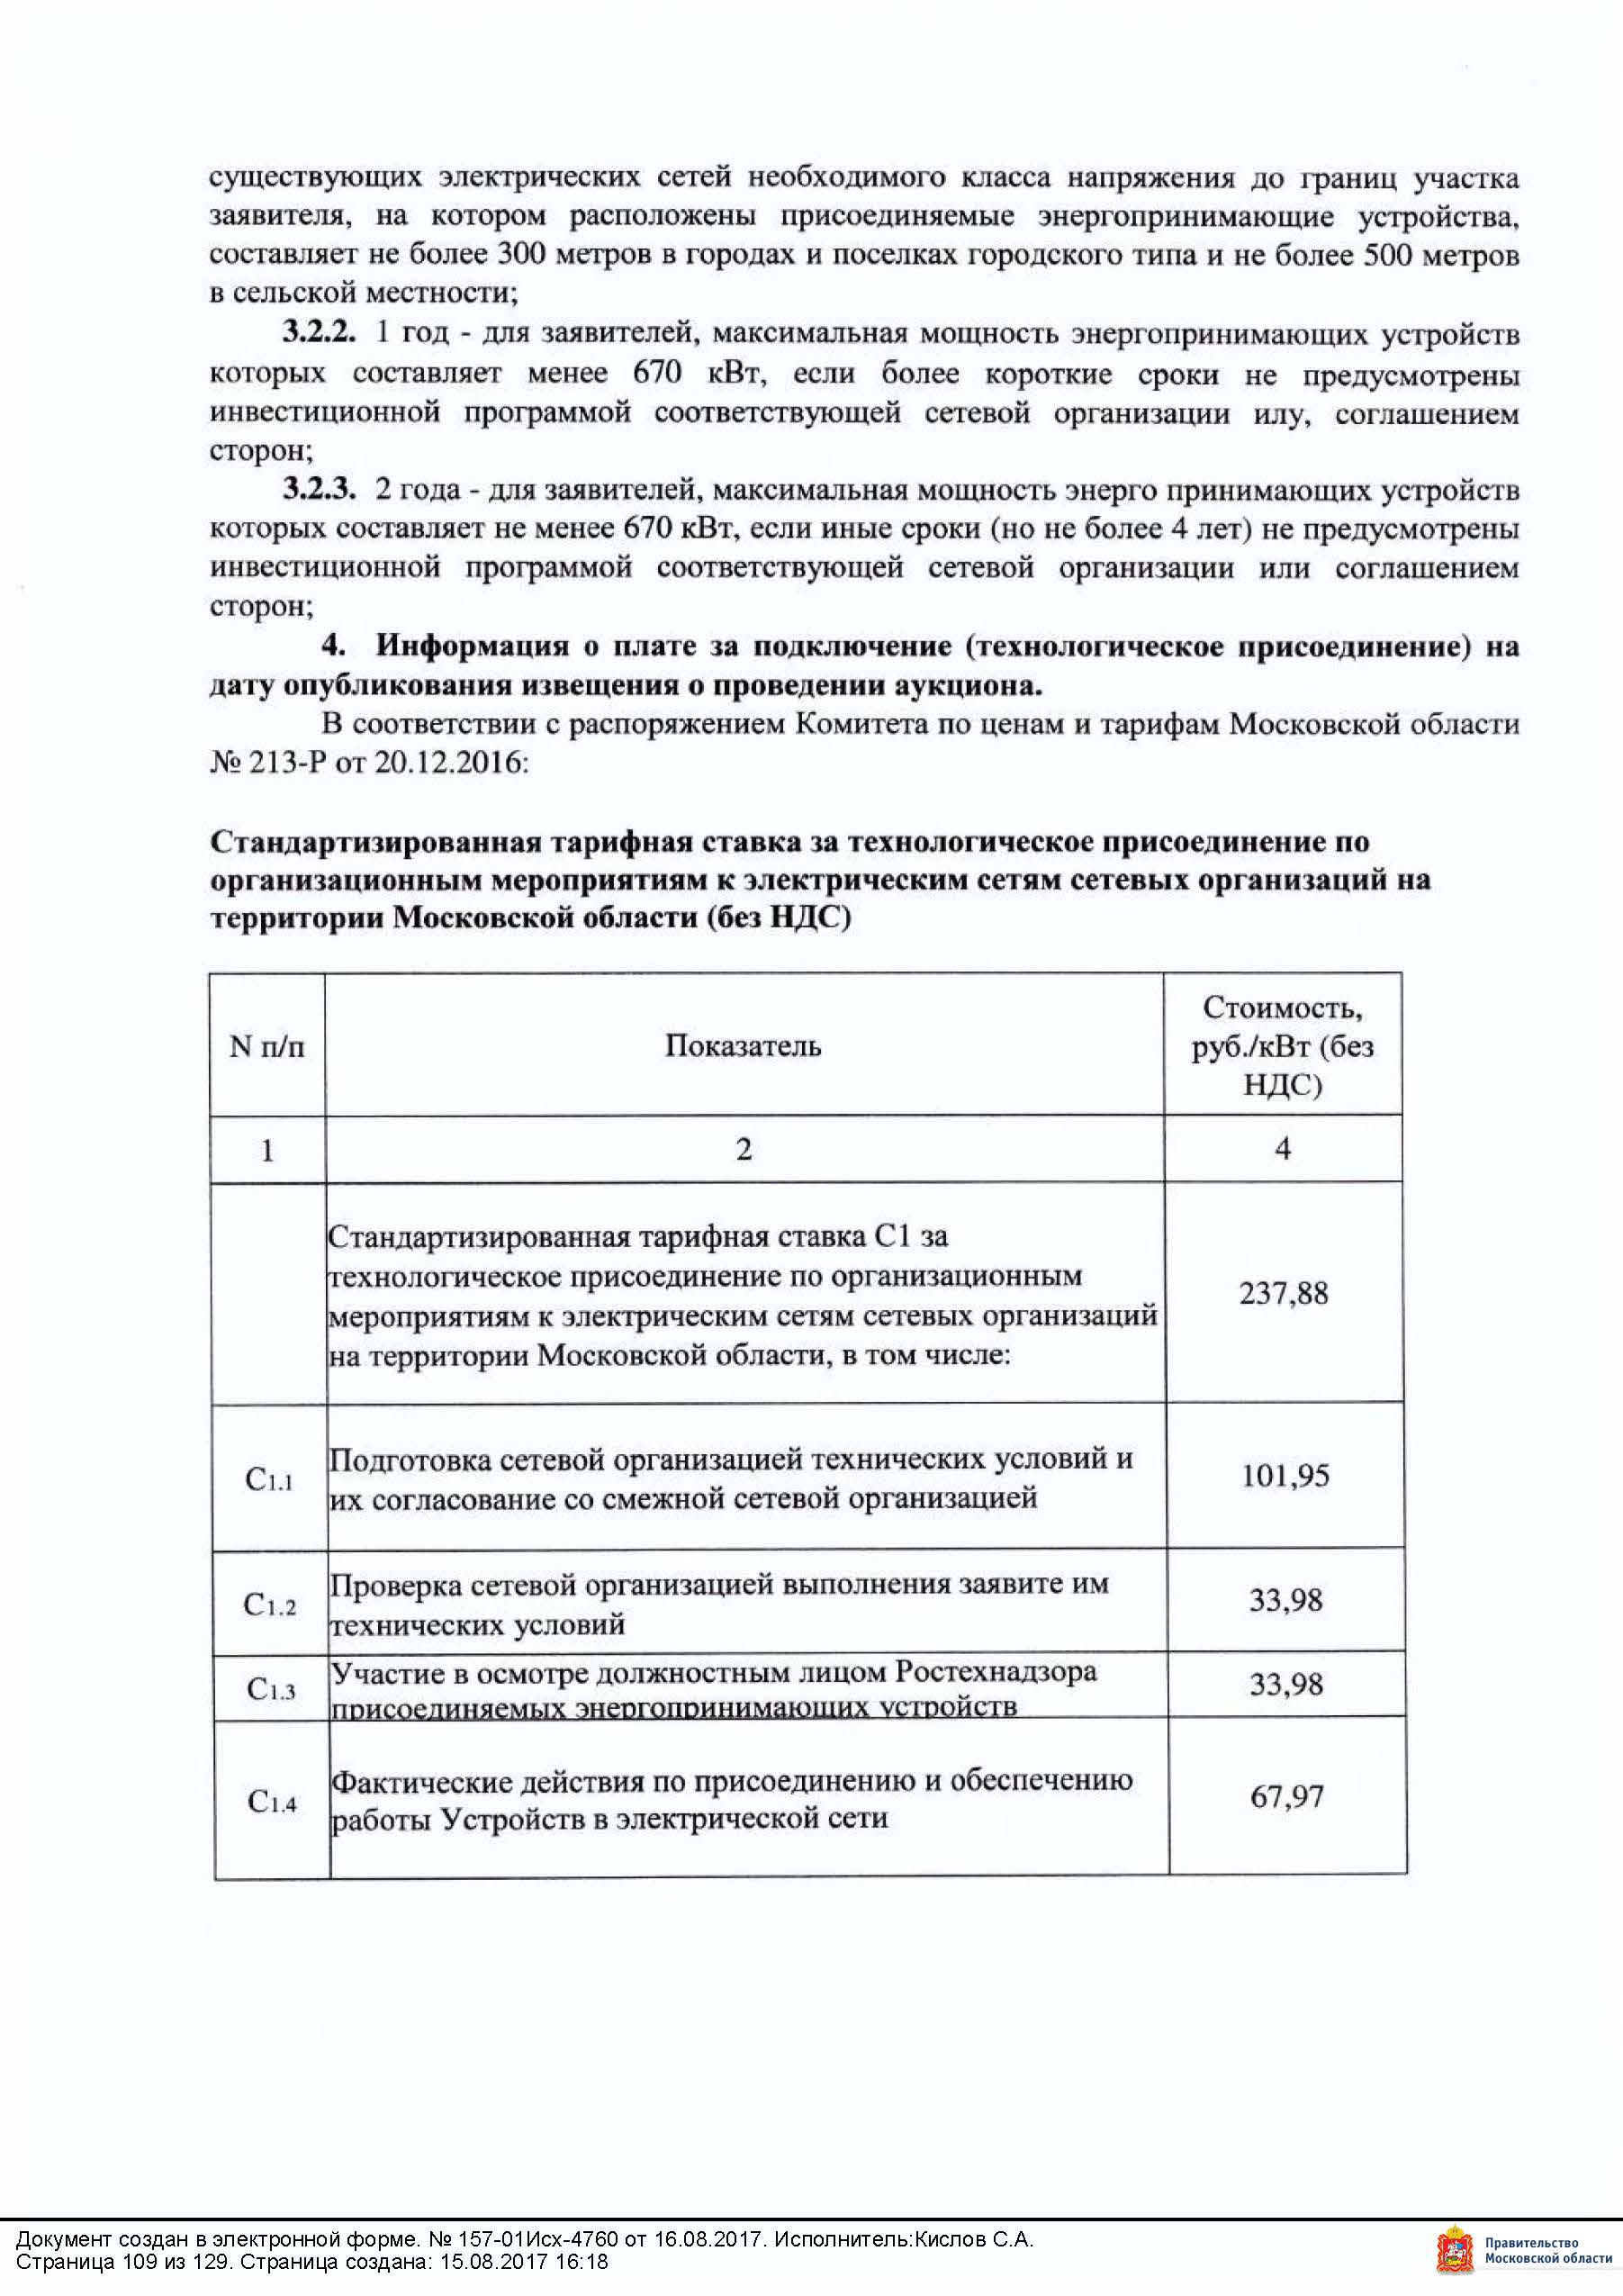 существующих электрических сетей необходимого класса напряжения до границ участка
заявителя, на котором расположены присоединяемые энергопринимающие устройства,
составляет не более 300 метров в городах и поселках городского типа и не более 500 метров
в сельской местности;
3.2.2. 1 год - для заявителей, максимальная мощность энергопринимающих устройств
которых составляет менее 670 кВт, если более короткие сроки не предусмотрены
инвестиционной программой соответствующей сетевой организации илу, соглашением
сторон;
3.2.3. 2 года - для заявителей, максимальная мощность энерго принимающих устройств
которых составляет не менее 670 кВт, если иные сроки (но не более 4 лет) не предусмотрены
инвестиционной программой соответствующей сетевой организации или соглашением
сторон;
4. Информация о плате за подключение (технологическое присоединение) на
дату опубликования извещения о проведении аукциона.
В соответствии с распоряжением Комитета по ценам и тарифам Московской области
№ 213-Р от 20.12.2016:
Стандартизированная тарифная ставка за технологическое присоединение по
организационным мероприятиям к электрическим сетям сетевых организаций на
территории Московской области (без НДС)
N п/п
Показатель
Стоимость,
руб./кВт (без
НДС)
1
2
4
Стандартизированная тарифная ставка С1 за
технологическое присоединение по организационным
мероприятиям к электрическим сетям сетевых организаций
на территории Московской области, в том числе:
237,88
С1.1
Подготовка сетевой организацией технических условий и
их согласование со смежной сетевой организацией
101,95
С1.2
Проверка сетевой организацией выполнения заявите им
технических условий
33,98
С1.3
Участие в осмотре должностным лицом Ростехнадзора
присоединяемых энергопринимающих устройств
33,98
С1.4
Фактические действия по присоединению и обеспечению
работы Устройств в электрической сети
67,97
Документ создан в электронной форме. № 157-01Исх-4760 от 16.08.2017. Исполнитель:Кислов С.А.
Страница 109 из 129. Страница создана: 15.08.2017 16:18
Правительство
Московской области